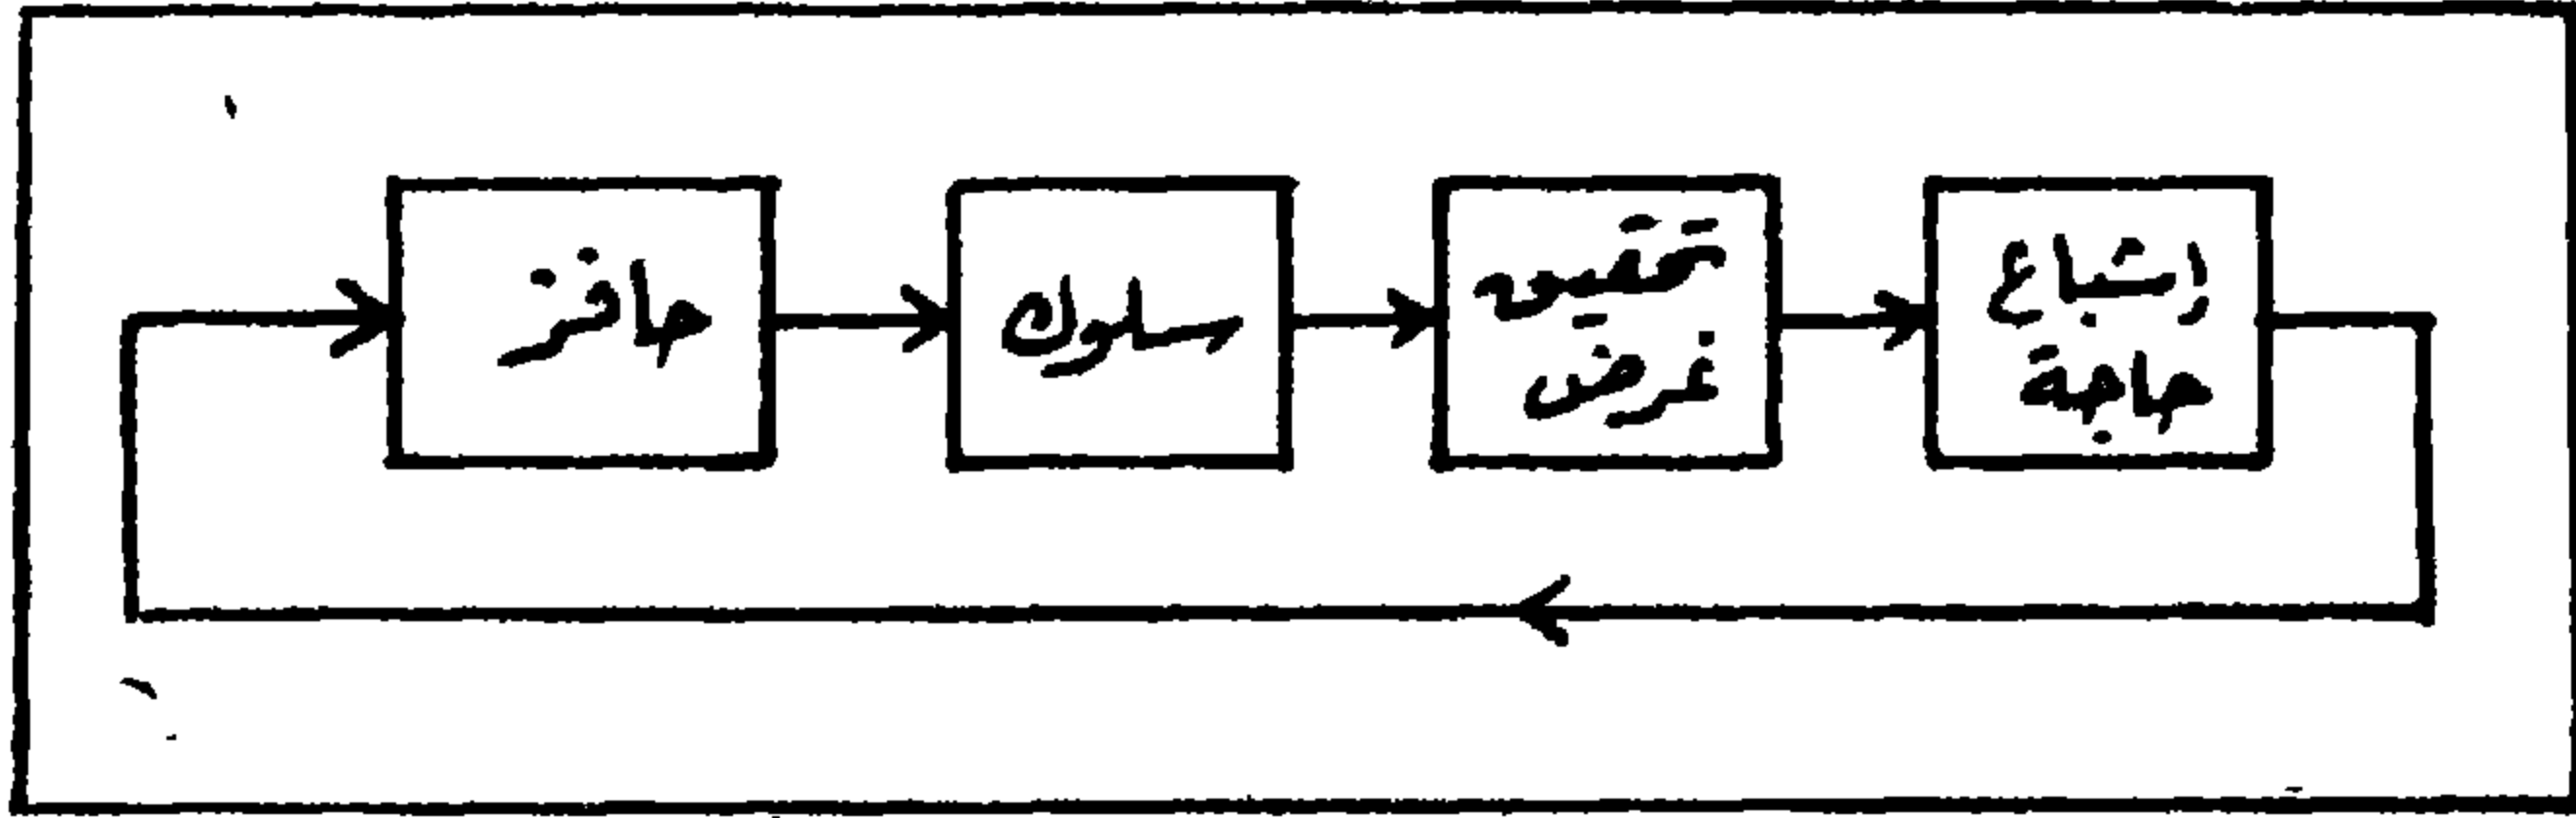 حافز
سلوك
تحقيق
غرض
إشباع
حاجة